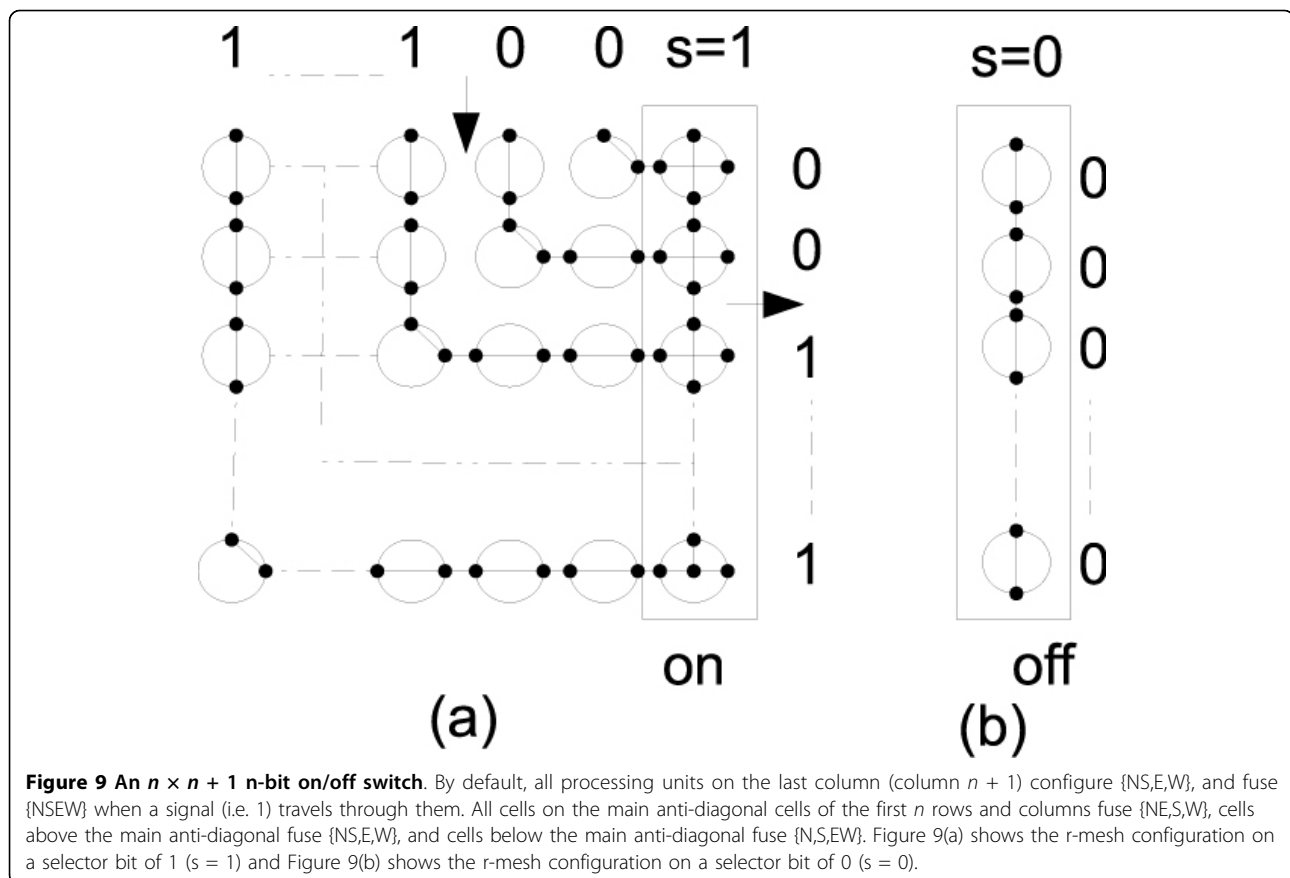 1 1 0 0 s=1 s=0
0 0
0 0
1 0
1 0
on off
(a) (b)
Figure 9 An n × n + 1 n-bit on/off switch. By default, all processing units on the last column (column n + 1) configure {NS,E,W}, and fuse
{NSEW} when a signal (i.e. 1) travels through them. All cells on the main anti-diagonal cells of the first n rows and columns fuse {NE,S,W}, cells
above the main anti-diagonal fuse {NS,E,W}, and cells below the main anti-diagonal fuse {N,S,EW}. Figure 9(a) shows the r-mesh configuration on
a selector bit of 1 (s = 1) and Figure 9(b) shows the r-mesh configuration on a selector bit of 0 (s = 0).